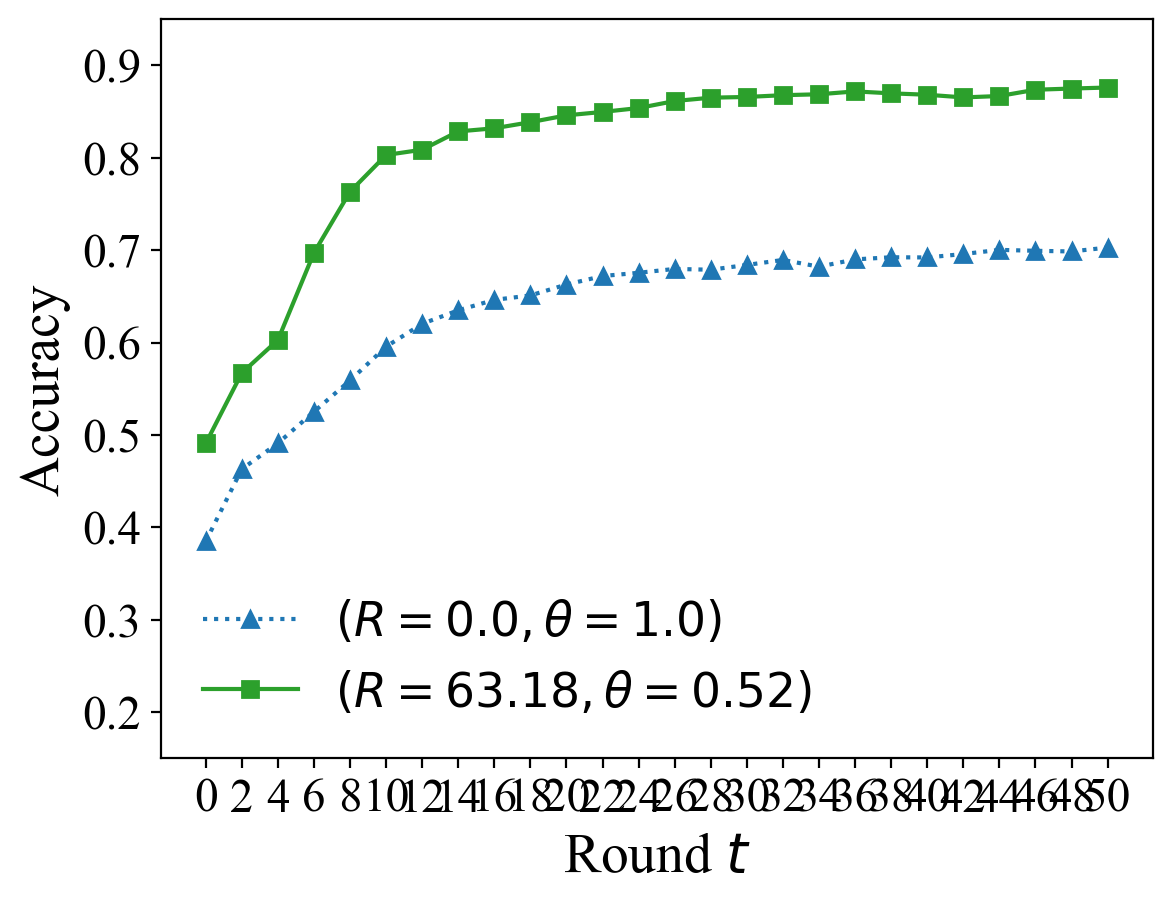 0.9
0.8
0.7
0.6
0.5
0.4
0.3
0.2
Accuracy
(R = 0.0, θ = 1.0)
(R = 63.18, θ = 0.52)
0 2 4 6 8 10 12 14 16 18 20 22 24 26 28 30 32 34 36 38 40 42 44 46 48 50
Round t